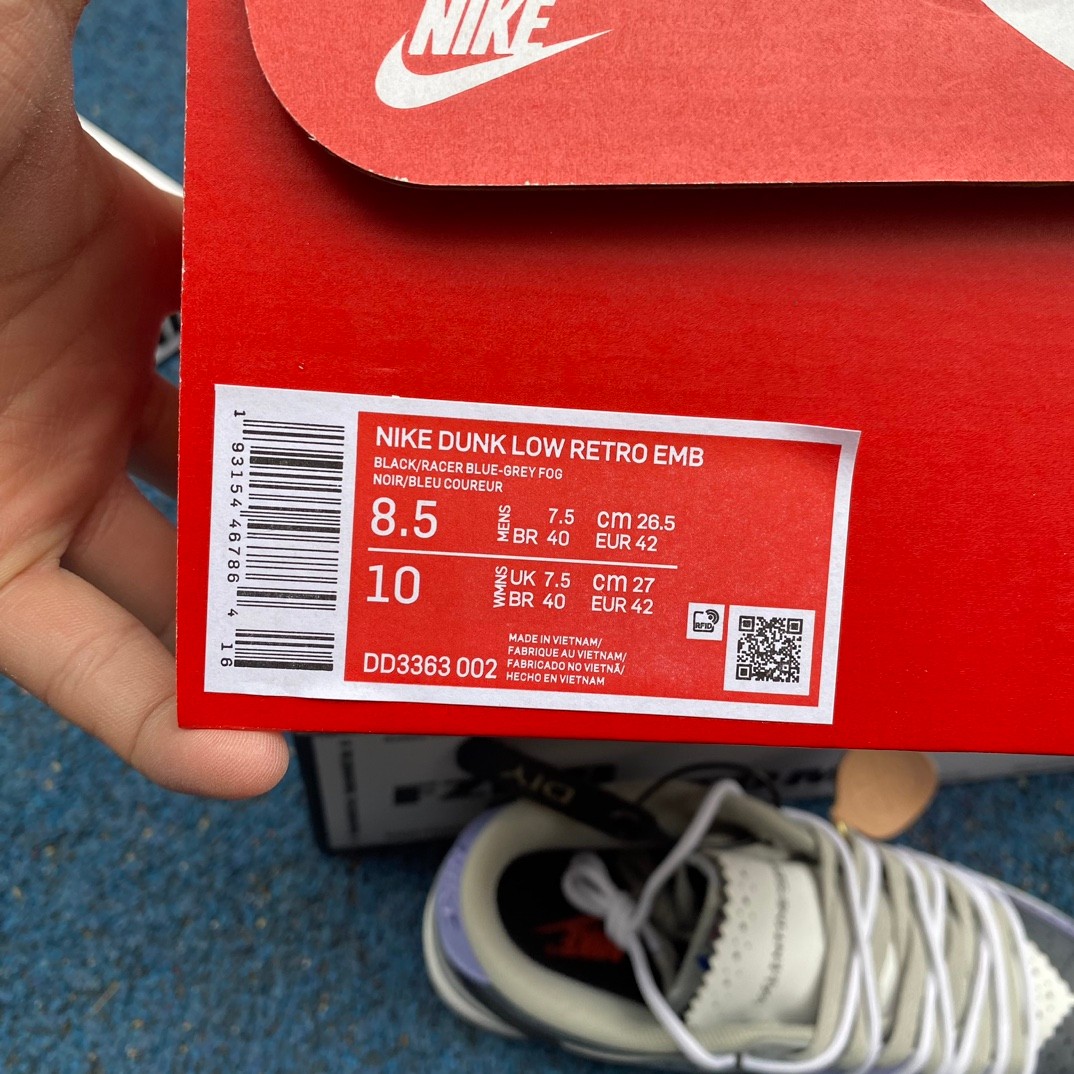 NIKE
NIKE DUNK LOW RETRO EMB
BLACK/RACER BLUE-GREY FOG
NOIR/BLEU COUREUR
8.5 MENS 7.5 cm 26.5
BR 40 EUR 42
10 WMNS UK 7.5 cm 27
BR 40 EUR 42
RFID
DD3363 002
MADE IN VIETNAM/
FABRIQUE AU VIETNAM/
FABRICADO NO VIETNÃ/
HECHO EN VIETNAM
1 93154 46786 4 16
DIY